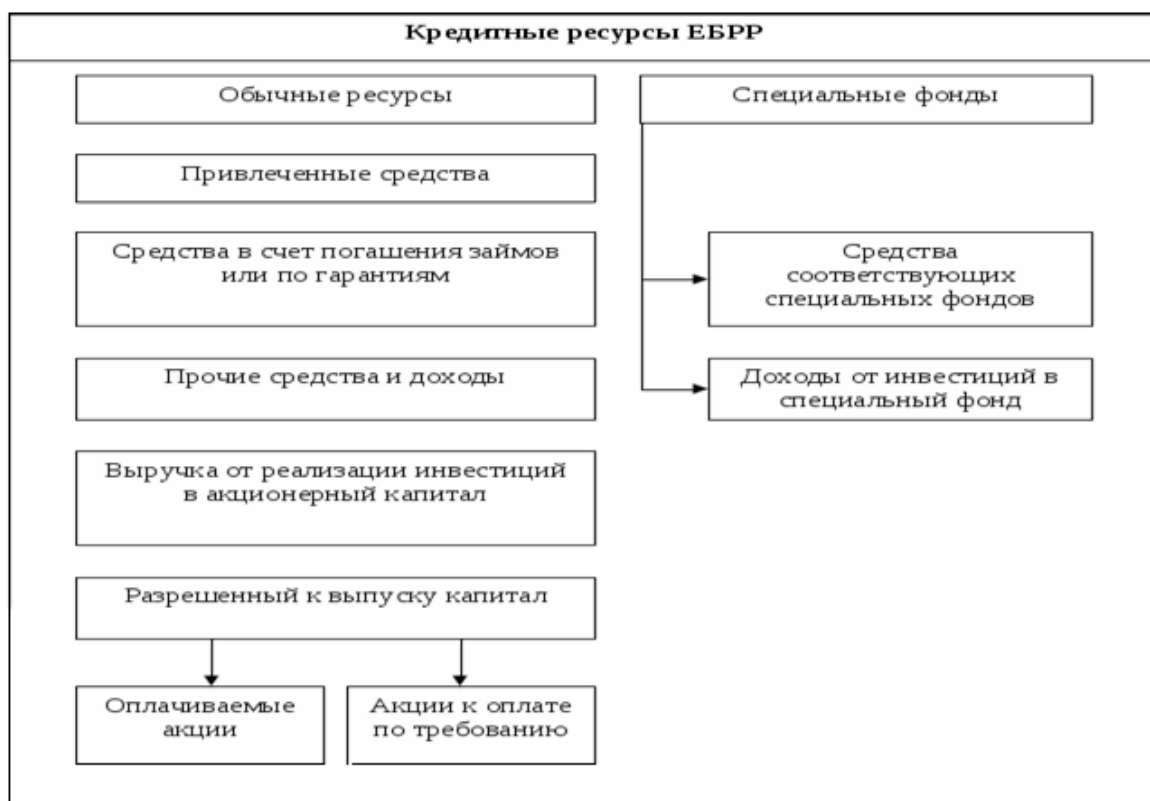 Кредитные ресурсы ЕБРР
Обычные ресурсы
Специальные фонды
Привлеченные средства
Средства в счет погашения займов
или по гарантиям
Средства
соответствующих
специальных фондов
Прочие средства и доходы
Доходы от инвестиций в
специальный фонд
Выручка от реализации инвестиций
в акционерный капитал
Разрешенный к выпуску капитал
Оплачиваемые
акции
Акции к оплате
по требованию